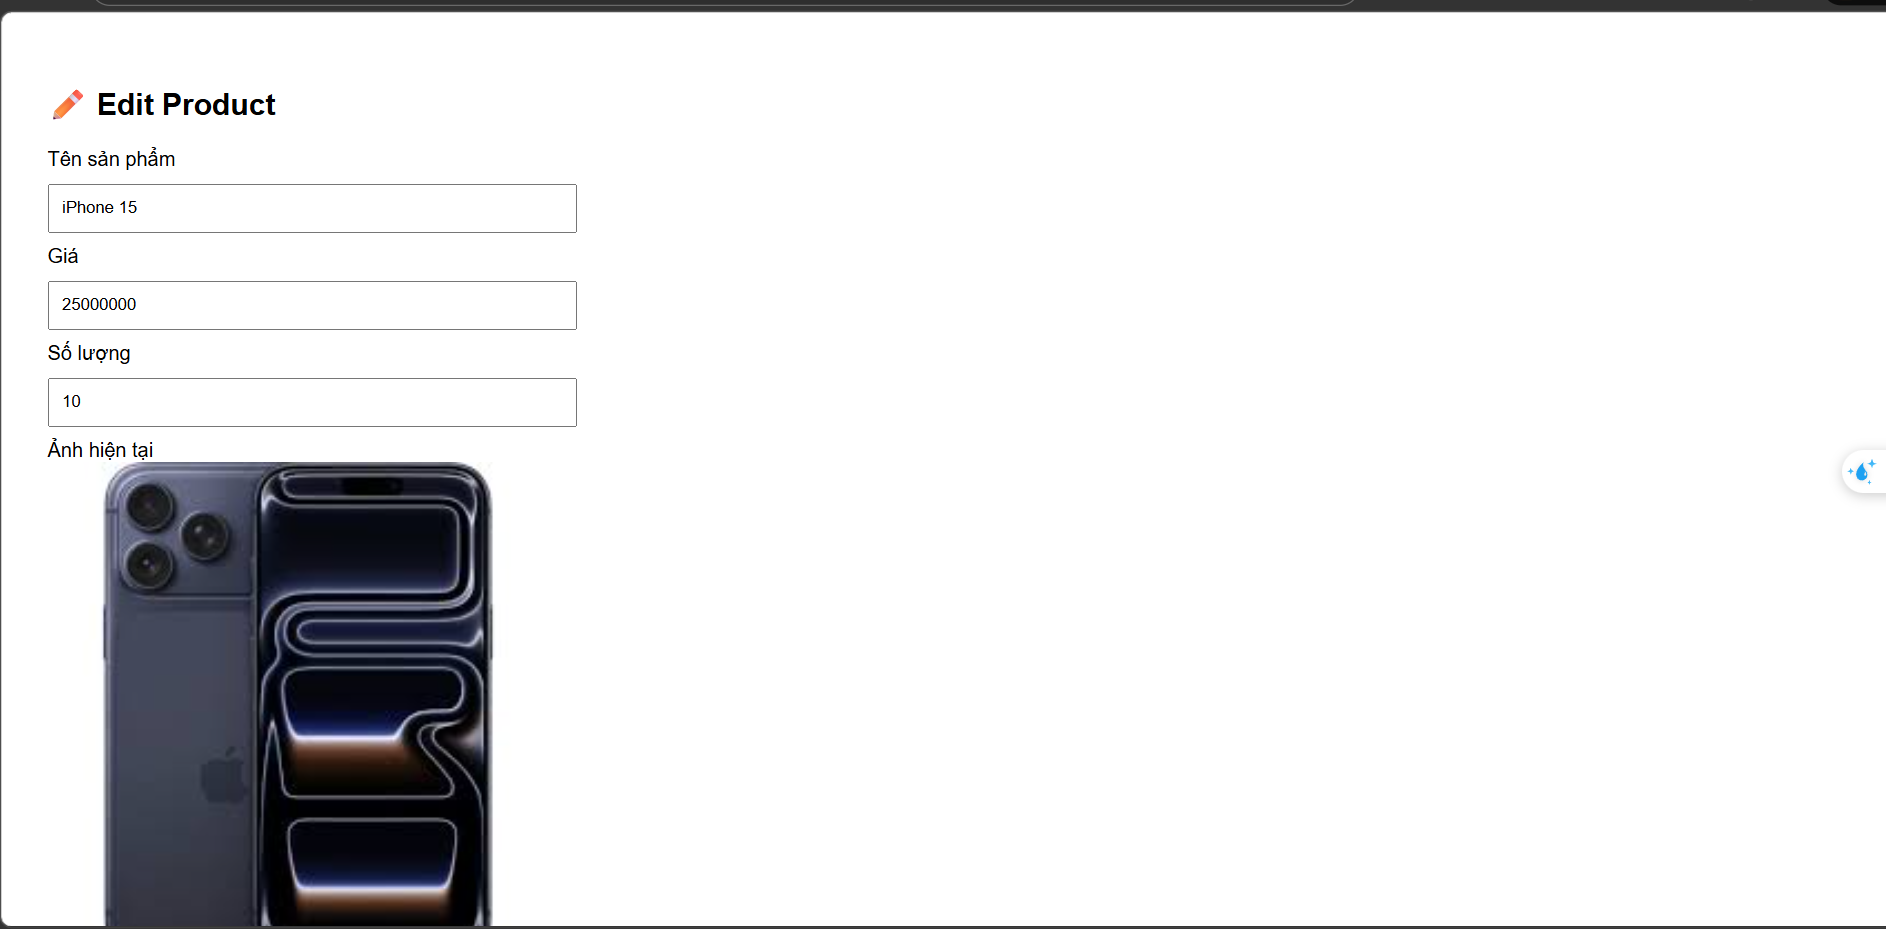 Edit Product
Tên sản phẩm
iPhone 15
Giá
25000000
Số lượng
10
Ảnh hiện tại